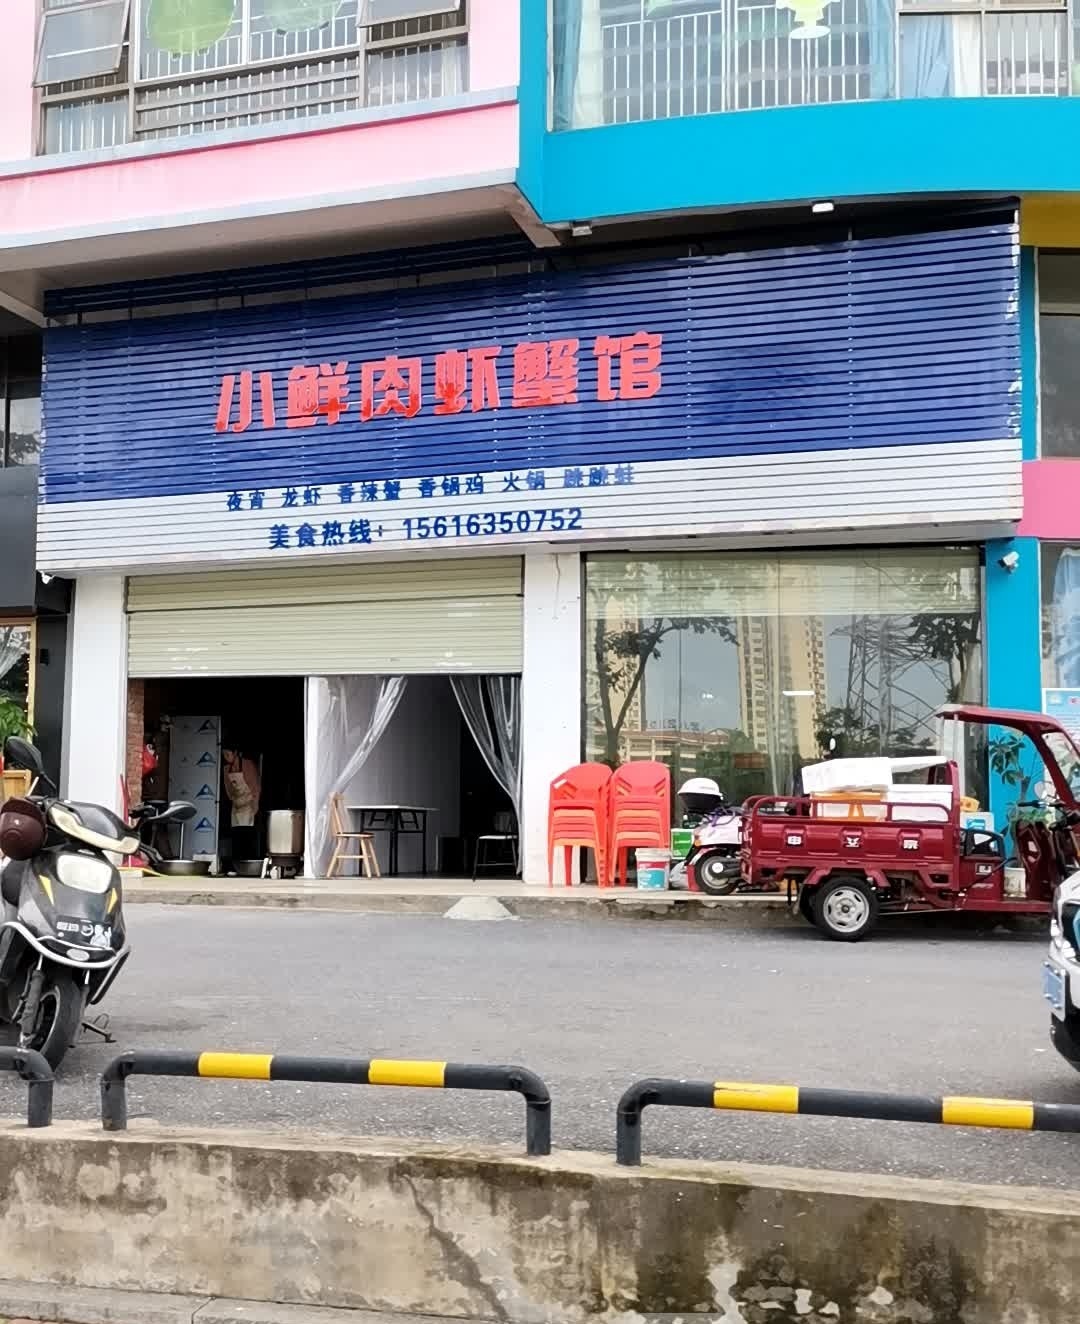 小鲜肉虾蟹馆
夜宵 龙虾 香辣蟹 香锅鸡 火锅 跳跳蛙
美食热线：15616350752